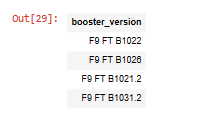 Out[29]: booster_version
F9 FT B1022
F9 FT B1026
F9 FT B1021.2
F9 FT B1031.2